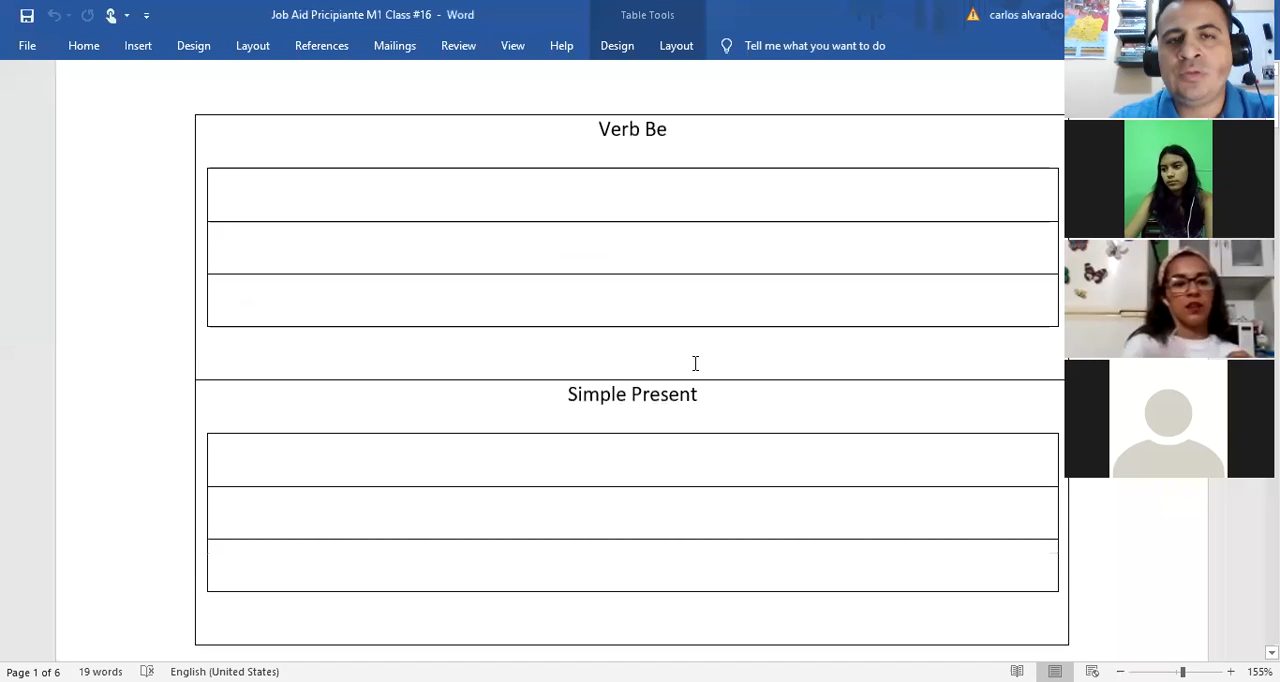 Job Aid Pricipiante M1 Class #16 - Word
Table Tools
carlos alvarado
File Home Insert Design Layout References Mailings Review View Help Design Layout Tell me what you want to do
Verb Be
Simple Present
Page 1 of 6 19 words English (United States) 155%